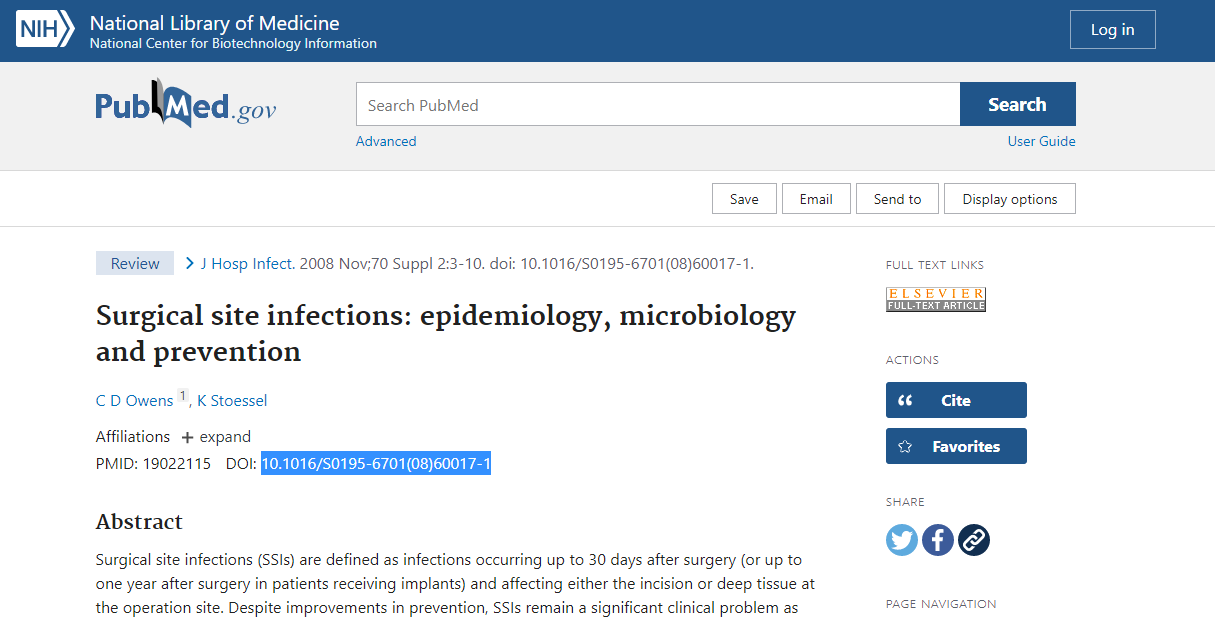 NIH
National Library of Medicine
National Center for Biotechnology Information
Log in
PubMed.gov
Search PubMed
Search
Advanced
User Guide
Save
Email
Send to
Display options
Review
J Hosp Infect. 2008 Nov;70 Suppl 2:3-10. doi: 10.1016/S0195-6701(08)60017-1.
Surgical site infections: epidemiology, microbiology
and prevention
C D Owens 1, K Stoessel
Affiliations + expand
PMID: 19022115 DOI: 10.1016/S0195-6701(08)60017-1
Abstract
Surgical site infections (SSIs) are defined as infections occurring up to 30 days after surgery (or up to
one year after surgery in patients receiving implants) and affecting either the incision or deep tissue at
the operation site. Despite improvements in prevention, SSIs remain a significant clinical problem as
FULL TEXT LINKS
ELSEVIER
FULL-TEXT ARTICLE
ACTIONS
Cite
Favorites
SHARE
PAGE NAVIGATION